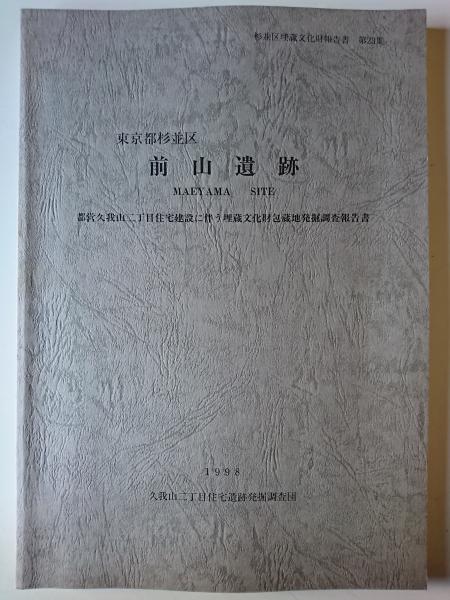 杉並区埋蔵文化財報告書 第23集
東京都杉並区
前山遺跡
MAEYAMA SITE
都営久我山二丁目住宅建設に伴う埋蔵文化財包蔵地発掘調査報告書
1998
久我山二丁目住宅遺跡発掘調査団